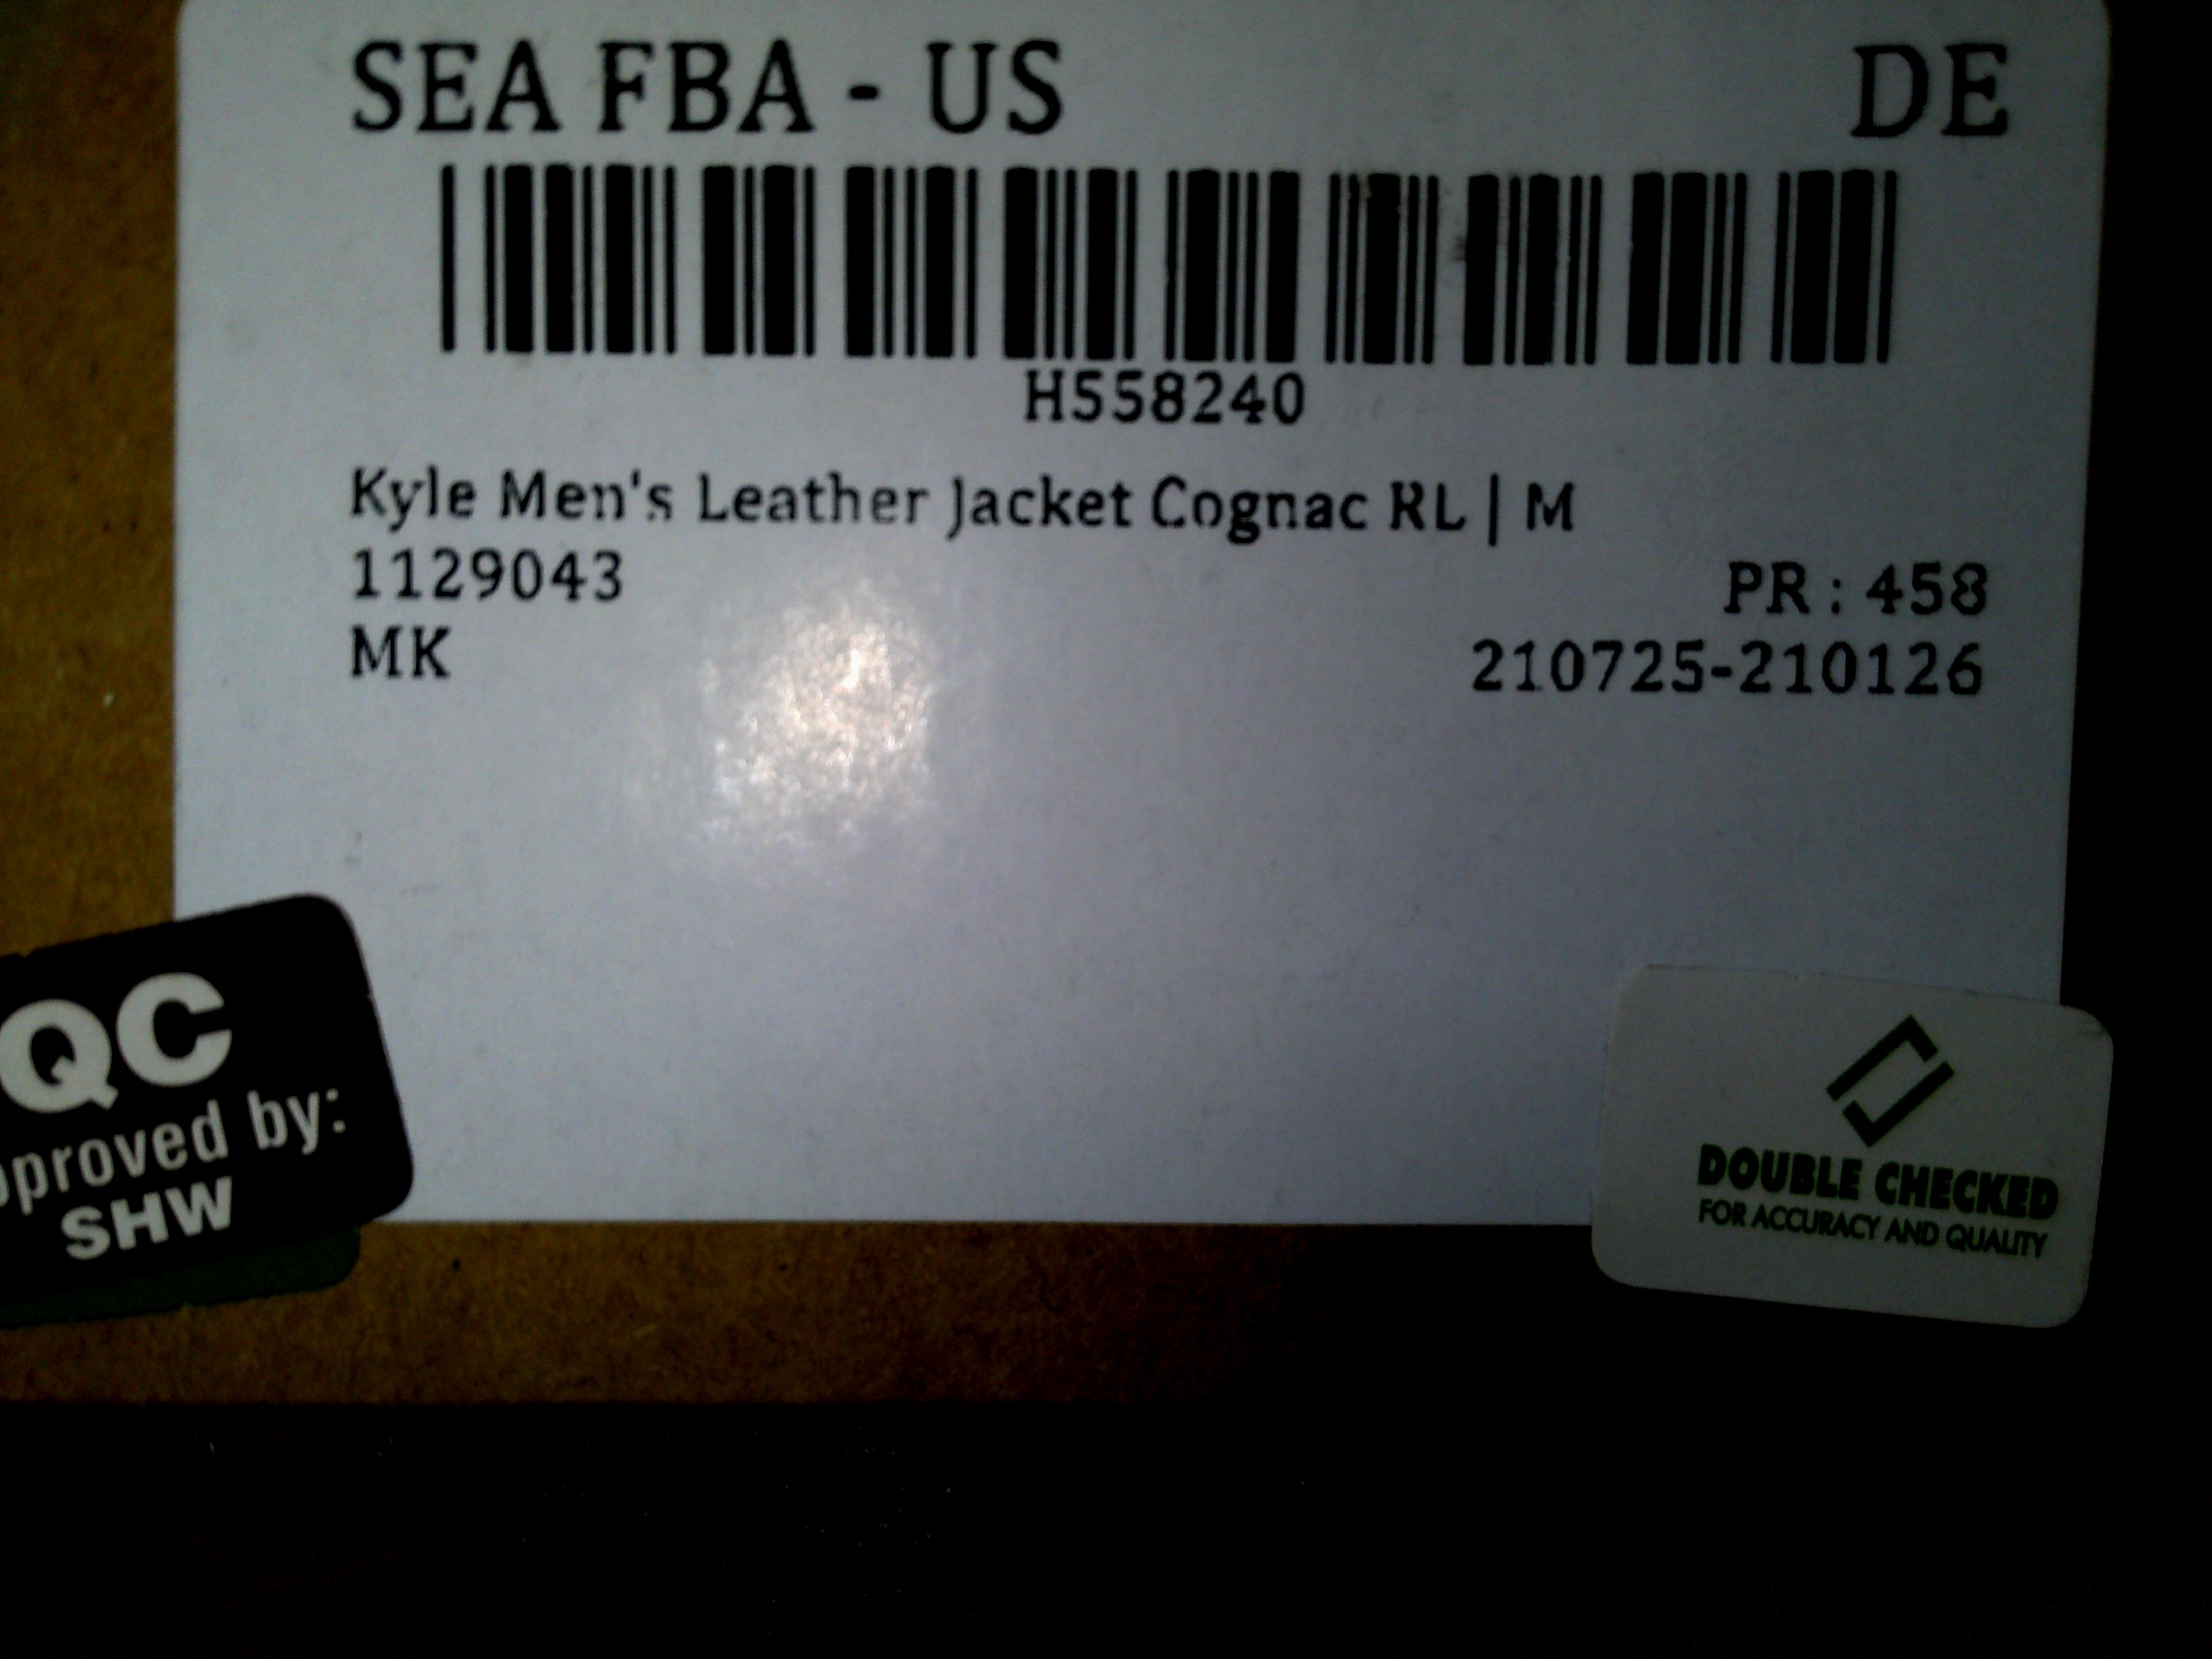 SEA FBA - US DE
H558240
Kyle Men's Leather Jacket Cognac RL | M
1129043 PR : 458
MK 210725-210126
QC
pproved by:
SHW
DOUBLE CHECKED
FOR ACCURACY AND QUALITY